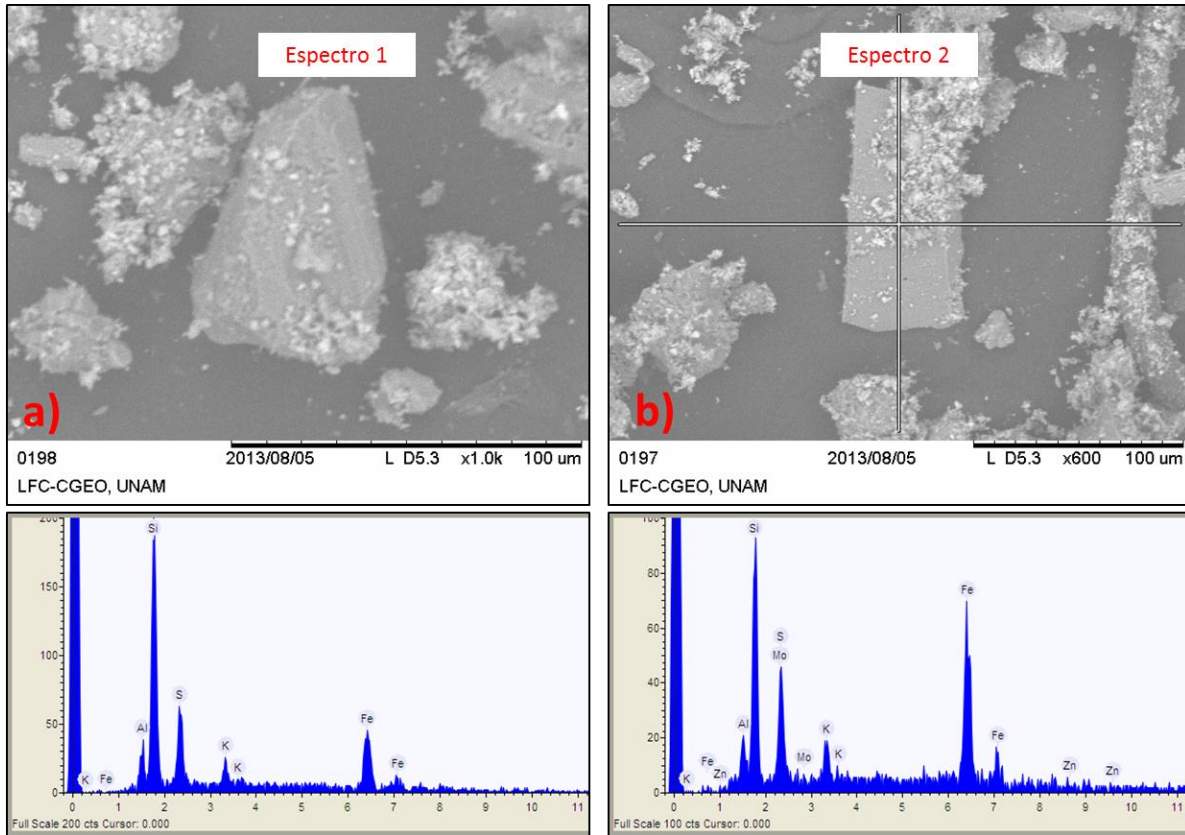 Espectro 1
a)
0198 2013/08/05 L D5.3 x1.0k 100 um
LFC-CGEO, UNAM
Espectro 2
b)
0197 2013/08/05 L D5.3 x600 100 um
LFC-CGEO, UNAM
200
Si
150
100
S
50
Al
Fe
K
K
Fe
K
Fe
0
0 1 2 3 4 5 6 7 8 9 10 11
Full Scale 200 cts Cursor: 0.000
100
Si
80
Fe
60
S
Mo
40
Al
K
Fe
20
K
Fe
Mo
Zn
Zn
K
Zn
0
0 1 2 3 4 5 6 7 8 9 10 11
Full Scale 100 cts Cursor: 0.000